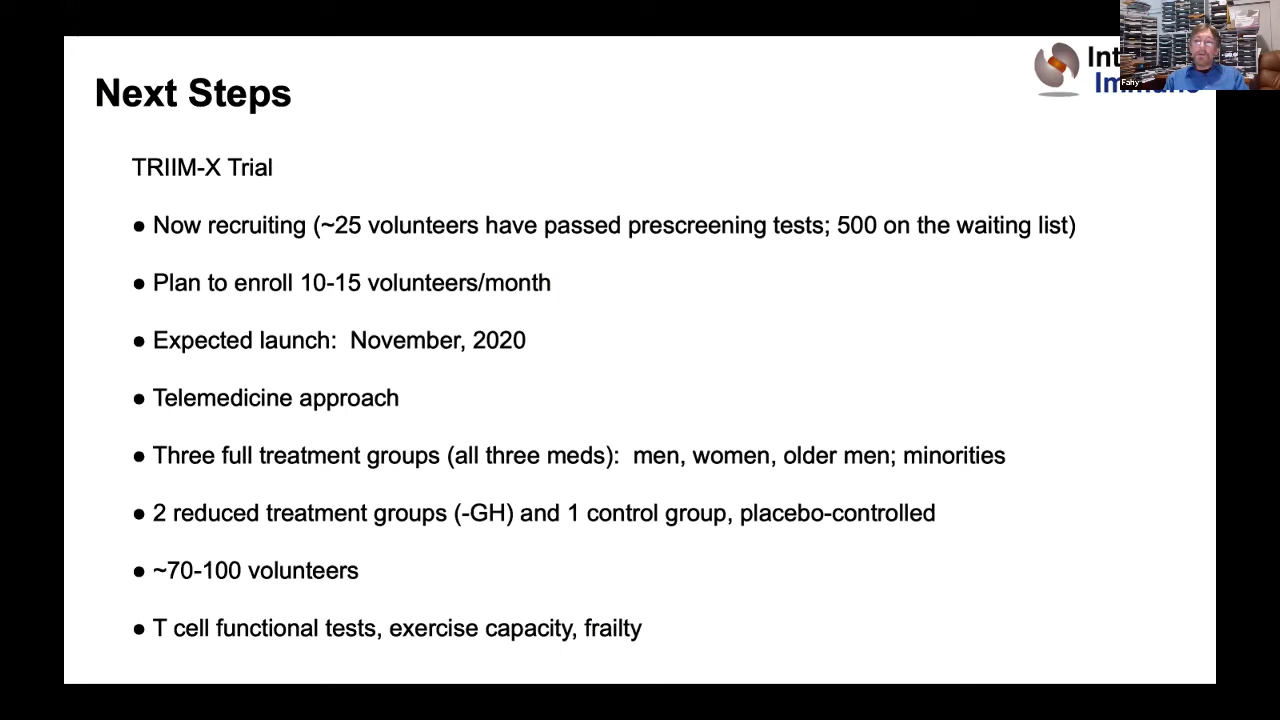 Next Steps
TRIIM-X Trial
● Now recruiting (~25 volunteers have passed prescreening tests; 500 on the waiting list)
● Plan to enroll 10-15 volunteers/month
● Expected launch:  November, 2020
● Telemedicine approach
● Three full treatment groups (all three meds):  men, women, older men; minorities
● 2 reduced treatment groups (-GH) and 1 control group, placebo-controlled
● ~70-100 volunteers
● T cell functional tests, exercise capacity, frailty
Fahy